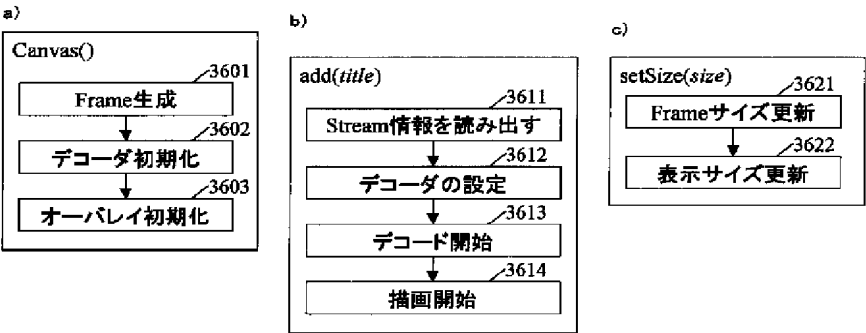 a)
Canvas()
3601
Frame生成
3602
デコーダ初期化
3603
オーバレイ初期化
b)
add(title)
3611
Stream情報を読み出す
3612
デコーダの設定
3613
デコード開始
3614
描画開始
c)
setSize(size)
3621
Frameサイズ更新
3622
表示サイズ更新